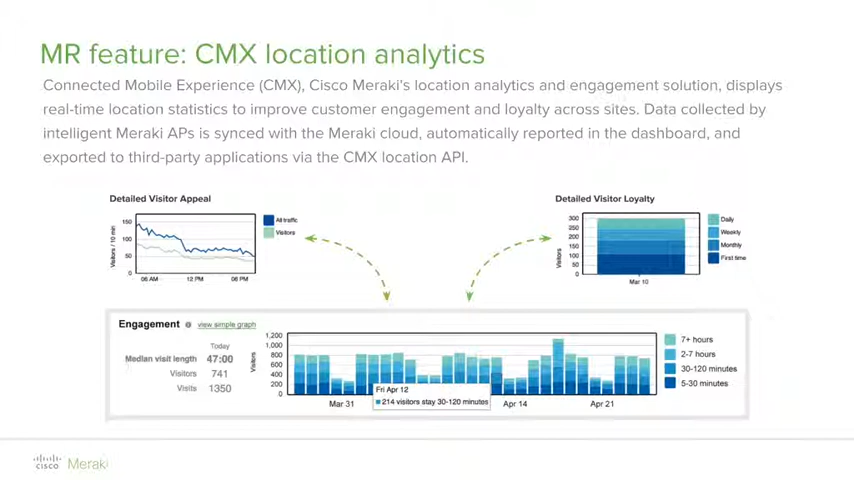 MR feature: CMX location analytics
Connected Mobile Experience (CMX), Cisco Meraki's location analytics and engagement solution, displays
real-time location statistics to improve customer engagement and loyalty across sites. Data collected by
intelligent Meraki APs is synced with the Meraki cloud, automatically reported in the dashboard, and
exported to third-party applications via the CMX location API.
Detailed Visitor Appeal
Visitors / 10 min
150
100
50
0
06 AM
12 PM
06 PM
All traffic
Visitors
Detailed Visitor Loyalty
Visitors
300
250
200
150
100
50
0
Mar 10
Daily
Weekly
Monthly
First time
Engagement view simple graph
Today
Median visit length 47:00
Visitors 741
Visits 1350
Visitors
1,200
1,000
800
600
400
200
0
Mar 31
Fri Apr 12
214 visitors stay 30-120 minutes
Apr 14
Apr 21
7+ hours
2-7 hours
30-120 minutes
5-30 minutes
CISCO Meraki